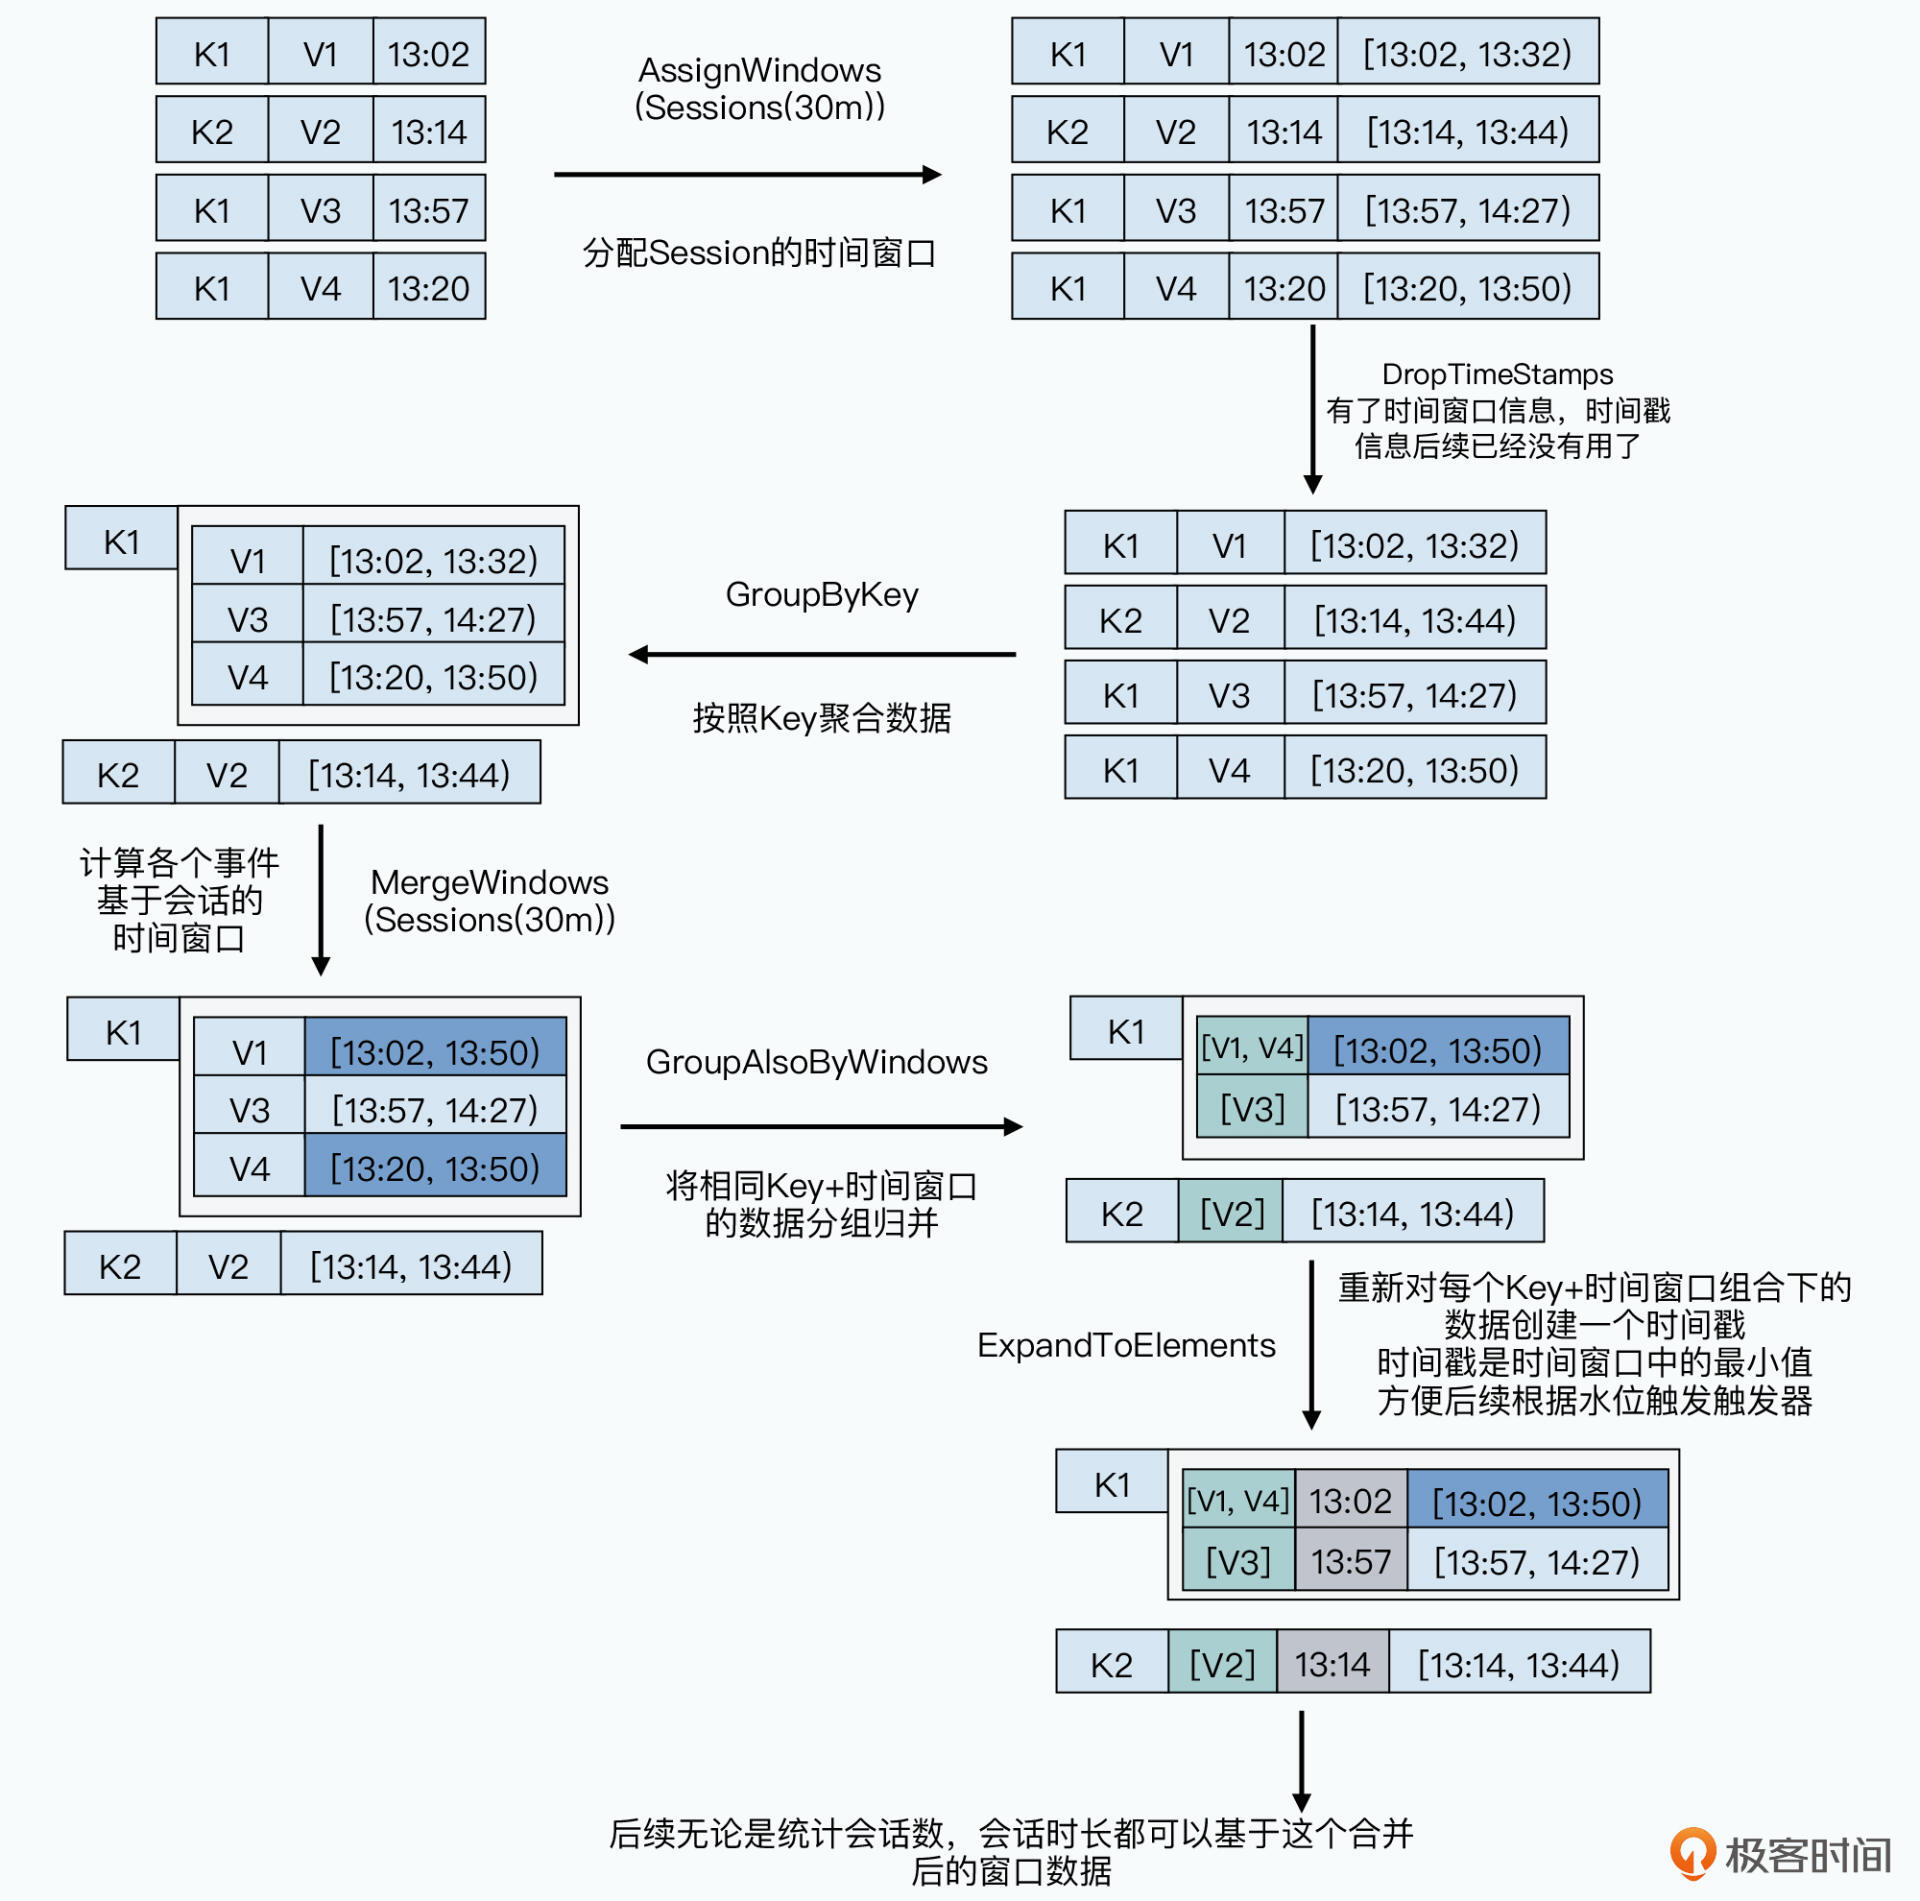 K1 V1 13:02
K2 V2 13:14
K1 V3 13:57
K1 V4 13:20
AssignWindows
(Sessions(30m))
分配Session的时间窗口
K1 V1 13:02 [13:02, 13:32)
K2 V2 13:14 [13:14, 13:44)
K1 V3 13:57 [13:57, 14:27)
K1 V4 13:20 [13:20, 13:50)
DropTimeStamps
有了时间窗口信息，时间戳
信息后续已经没有用了
K1 V1 [13:02, 13:32)
K2 V2 [13:14, 13:44)
K1 V3 [13:57, 14:27)
K1 V4 [13:20, 13:50)
GroupByKey
按照Key聚合数据
K1
V1 [13:02, 13:32)
V3 [13:57, 14:27)
V4 [13:20, 13:50)
K2 V2 [13:14, 13:44)
计算各个事件
基于会话的
时间窗口
MergeWindows
(Sessions(30m))
K1
V1 [13:02, 13:50)
V3 [13:57, 14:27)
V4 [13:20, 13:50)
K2 V2 [13:14, 13:44)
GroupAlsoByWindows
将相同Key+时间窗口
的数据分组归并
K1
[V1, V4] [13:02, 13:50)
[V3] [13:57, 14:27)
K2 [V2] [13:14, 13:44)
ExpandToElements
重新对每个Key+时间窗口组合下的
数据创建一个时间戳
时间戳是时间窗口中的最小值
方便后续根据水位触发触发器
K1
[V1, V4] 13:02 [13:02, 13:50)
[V3] 13:57 [13:57, 14:27)
K2 [V2] 13:14 [13:14, 13:44)
后续无论是统计会话数，会话时长都可以基于这个合并
后的窗口数据
极客时间